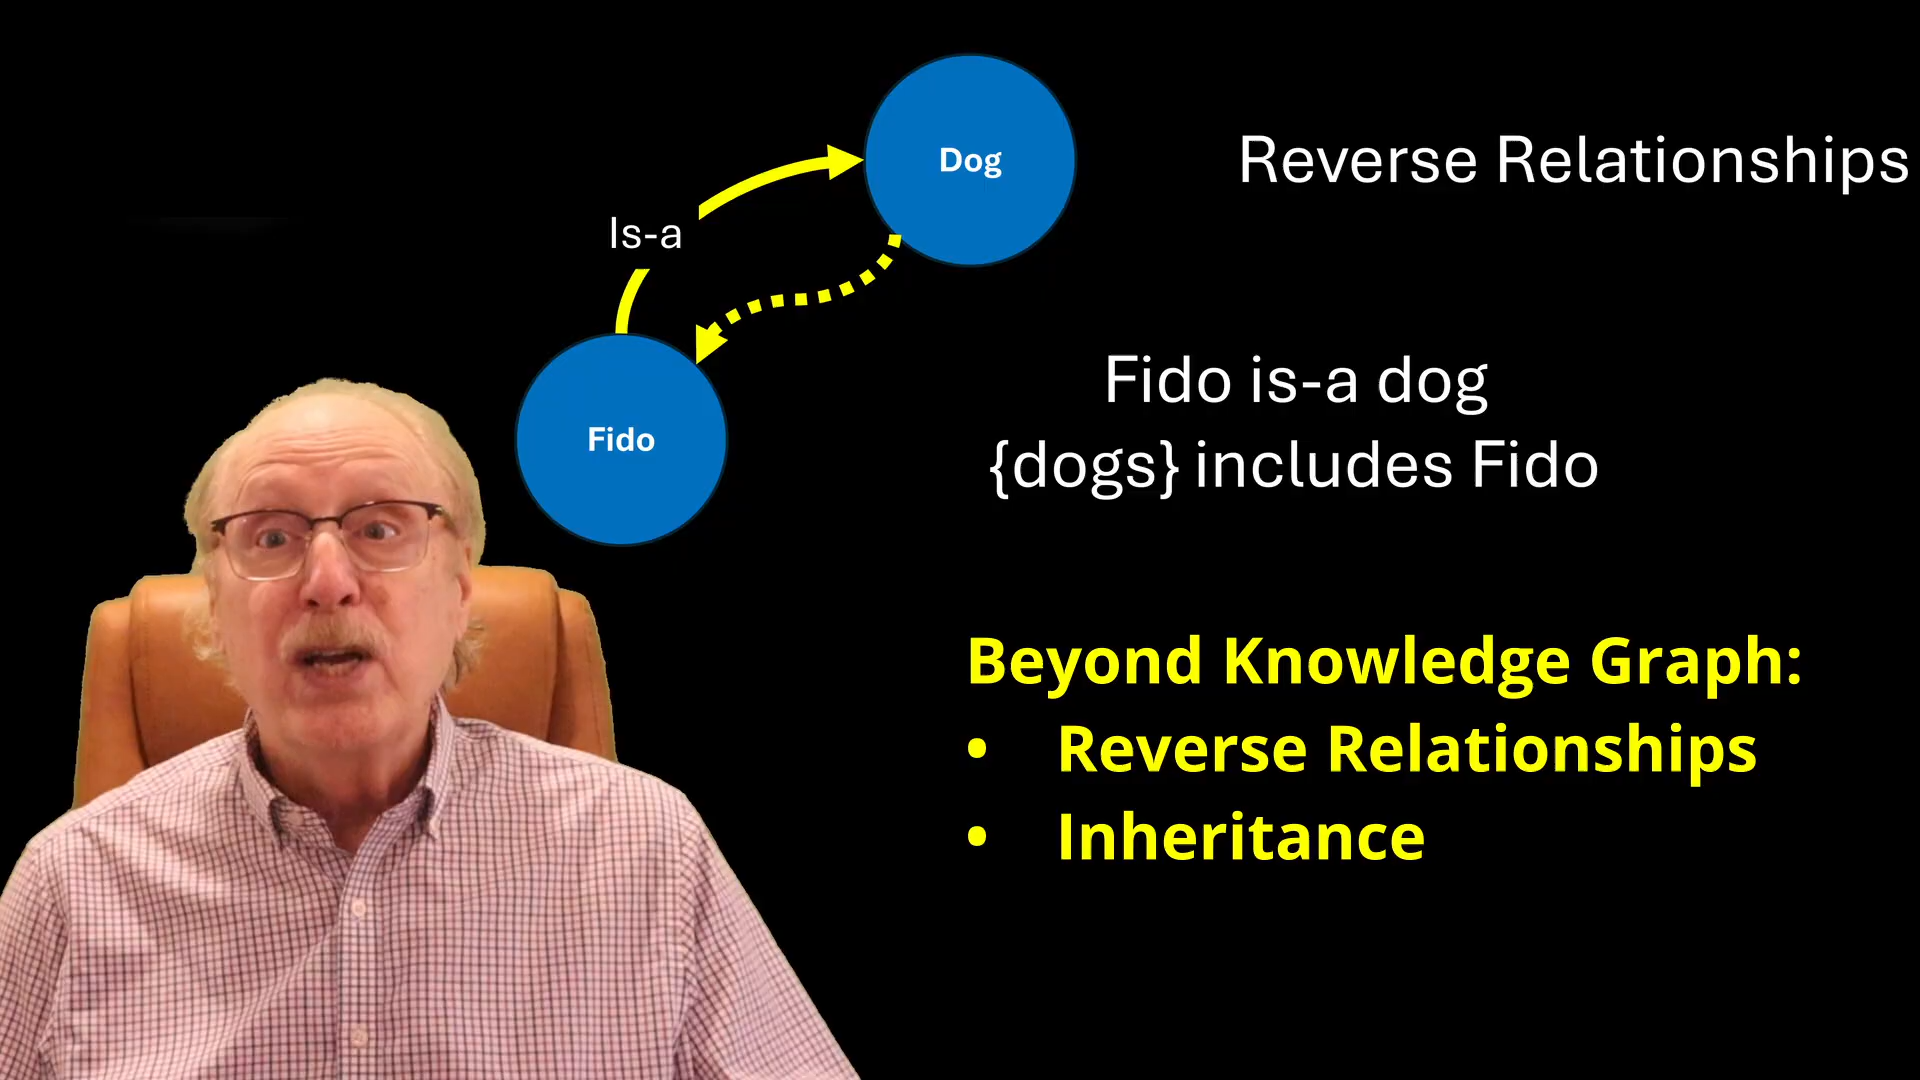 Dog
Reverse Relationships
Is-a
Fido is-a dog
Fido
{dogs} includes Fido
Beyond Knowledge Graph:
• Reverse Relationships
• Inheritance